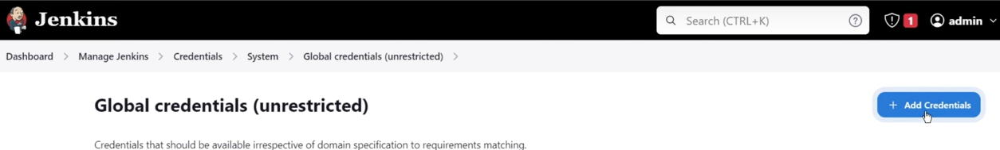 Jenkins
Search (CTRL+K)
1
admin
Dashboard Manage Jenkins Credentials System Global credentials (unrestricted)
Global credentials (unrestricted)
+ Add Credentials
Credentials that should be available irrespective of domain specification to requirements matching.